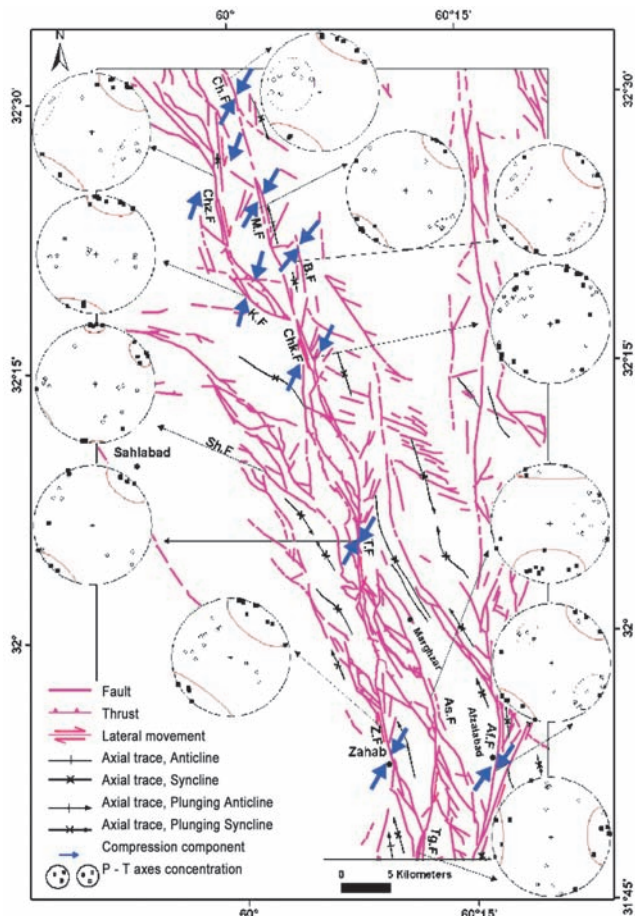 60°
60°15'
N
32°30'
32°30'
Ch.F
Chz.F
M.F
B.F
K.F
Chk.F
32°15'
32°15'
Sh.F
Sahlabad
T.F
32°
32°
Marghzar
As.F
Afzalabad
Af.F
Z.F
Zahab
Tg.F
Fault
Thrust
Lateral movement
Axial trace, Anticline
Axial trace, Syncline
Axial trace, Plunging Anticline
Axial trace, Plunging Syncline
Compression component
P - T axes concentration
0 5 Kilometers
31°45'
60°
60°15'